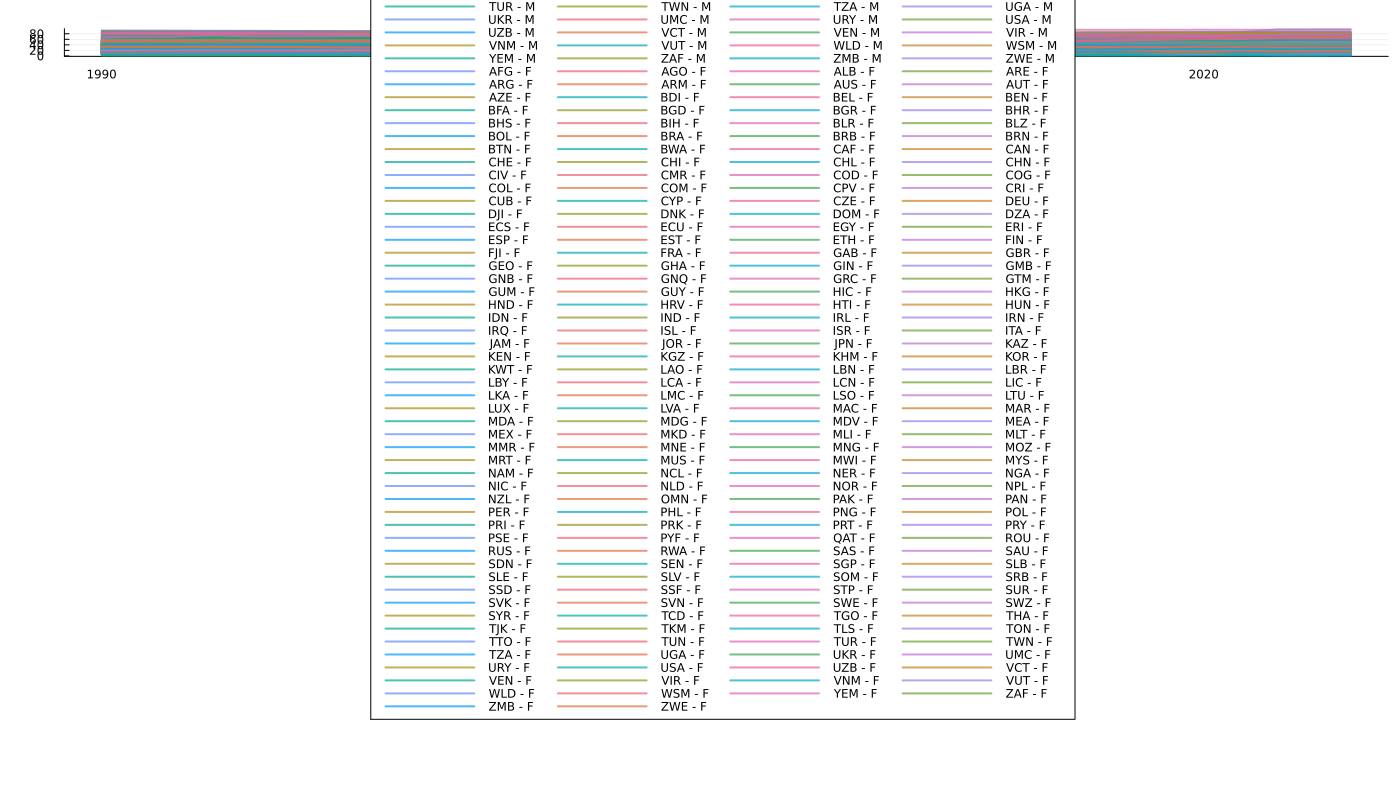 TUR - M TWN - M TZA - M UGA - M
UKR - M UMC - M URY - M USA - M
UZB - M VCT - M VEN - M VIR - M
VNM - M VUT - M WLD - M WSM - M
YEM - M ZAF - M ZMB - M ZWE - M
AFG - F AGO - F ALB - F ARE - F
ARG - F ARM - F AUS - F AUT - F
AZE - F BDI - F BEL - F BEN - F
BFA - F BGD - F BGR - F BHR - F
BHS - F BIH - F BLR - F BLZ - F
BOL - F BRA - F BRB - F BRN - F
BTN - F BWA - F CAF - F CAN - F
CHE - F CHI - F CHL - F CHN - F
CIV - F CMR - F COD - F COG - F
COL - F COM - F CPV - F CRI - F
CUB - F CYP - F CZE - F DEU - F
DJI - F DNK - F DOM - F DZA - F
ECS - F ECU - F EGY - F ERI - F
ESP - F EST - F ETH - F FIN - F
FJI - F FRA - F GAB - F GBR - F
GEO - F GHA - F GIN - F GMB - F
GNB - F GNQ - F GRC - F GTM - F
GUM - F GUY - F HIC - F HKG - F
HND - F HRV - F HTI - F HUN - F
IDN - F IND - F IRL - F IRN - F
IRQ - F ISL - F ISR - F ITA - F
JAM - F JOR - F JPN - F KAZ - F
KEN - F KGZ - F KHM - F KOR - F
KWT - F LAO - F LBN - F LBR - F
LBY - F LCA - F LCN - F LIC - F
LKA - F LMC - F LSO - F LTU - F
LUX - F LVA - F MAC - F MAR - F
MDA - F MDG - F MDV - F MEA - F
MEX - F MKD - F MLI - F MLT - F
MMR - F MNE - F MNG - F MOZ - F
MRT - F MUS - F MWI - F MYS - F
NAM - F NCL - F NER - F NGA - F
NIC - F NLD - F NOR - F NPL - F
NZL - F OMN - F PAK - F PAN - F
PER - F PHL - F PNG - F POL - F
PRI - F PRK - F PRT - F PRY - F
PSE - F PYF - F QAT - F ROU - F
RUS - F RWA - F SAS - F SAU - F
SDN - F SEN - F SGP - F SLB - F
SLE - F SLV - F SOM - F SRB - F
SSD - F SSF - F STP - F SUR - F
SVK - F SVN - F SWE - F SWZ - F
SYR - F TCD - F TGO - F THA - F
TJK - F TKM - F TLS - F TON - F
TTO - F TUN - F TUR - F TWN - F
TZA - F UGA - F UKR - F UMC - F
URY - F USA - F UZB - F VCT - F
VEN - F VIR - F VNM - F VUT - F
WLD - F WSM - F YEM - F ZAF - F
ZMB - F ZWE - F
80
0
1990 2020